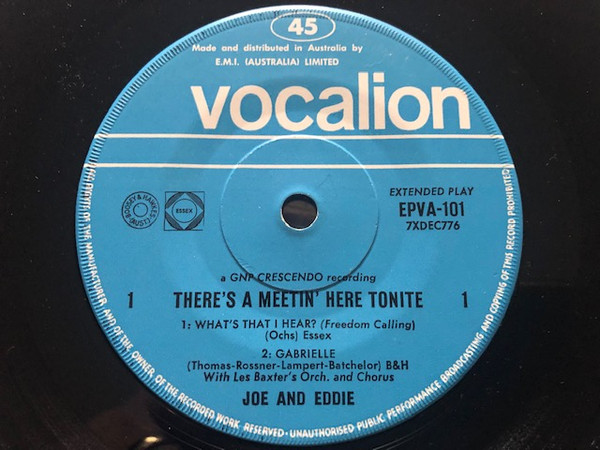 45
Made and distributed in Australia by
E.M.I. (AUSTRALIA) LIMITED
vocalion
BOOSEY & HAWKES (AUST)
ESSEX
EXTENDED PLAY
EPVA-101
7XDEC776
a GNP CRESCENDO recording
1 THERE'S A MEETIN' HERE TONITE 1
1: WHAT'S THAT I HEAR? (Freedom Calling)
(Ochs) Essex
2: GABRIELLE
(Thomas-Rossner-Lampert-Batchelor) B&H
With Les Baxter's Orch. and Chorus
JOE AND EDDIE
OF THE MANUFACTURER AND OF THE OWNER OF THE RECORDED WORK RESERVED · UNAUTHORISED PUBLIC PERFORMANCE BROADCASTING AND COPYING OF THIS RECORD PROHIBITED